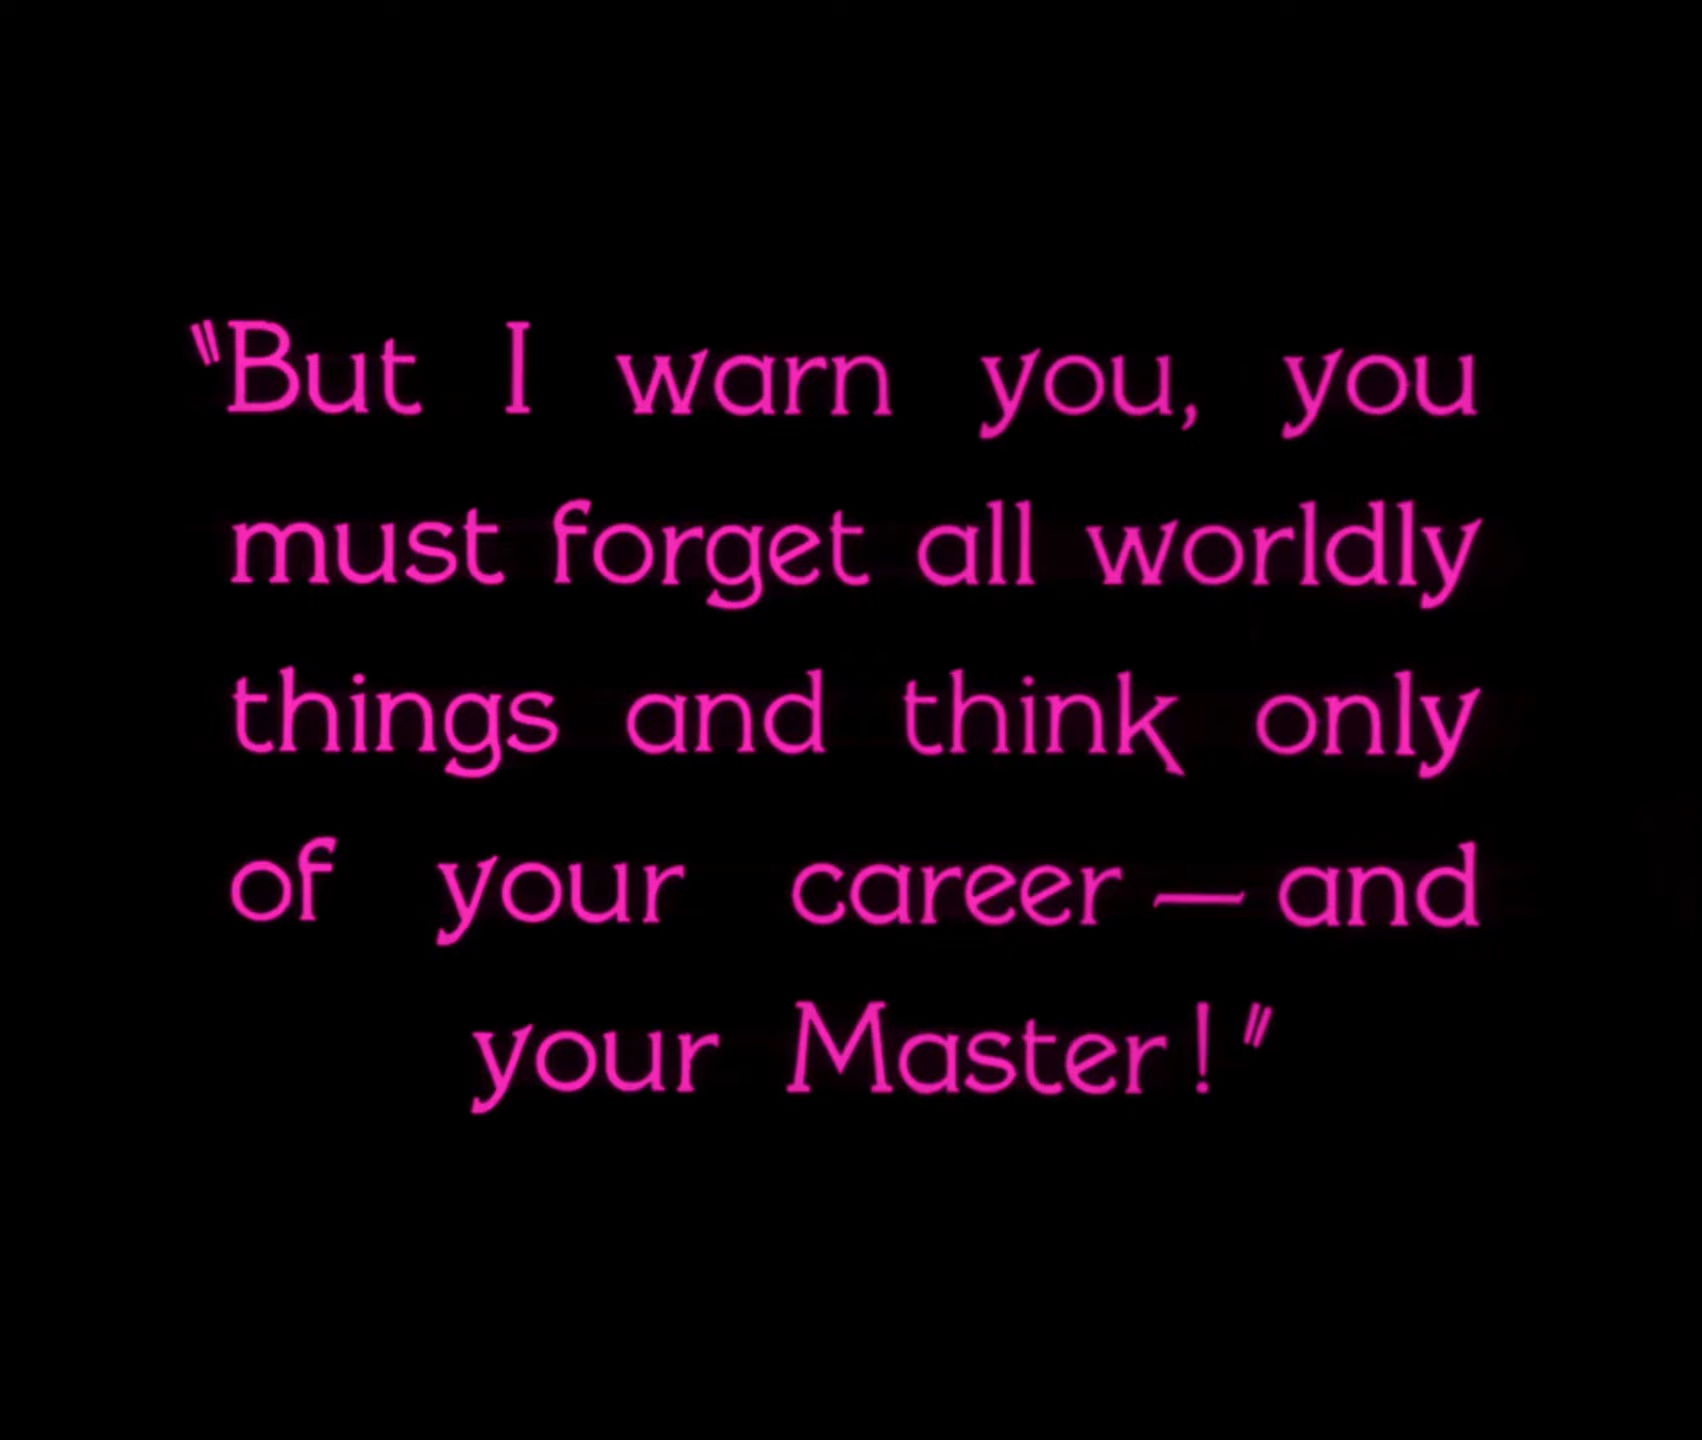 "But I warn you, you
must forget all worldly
things and think only
of your career — and
your Master!"